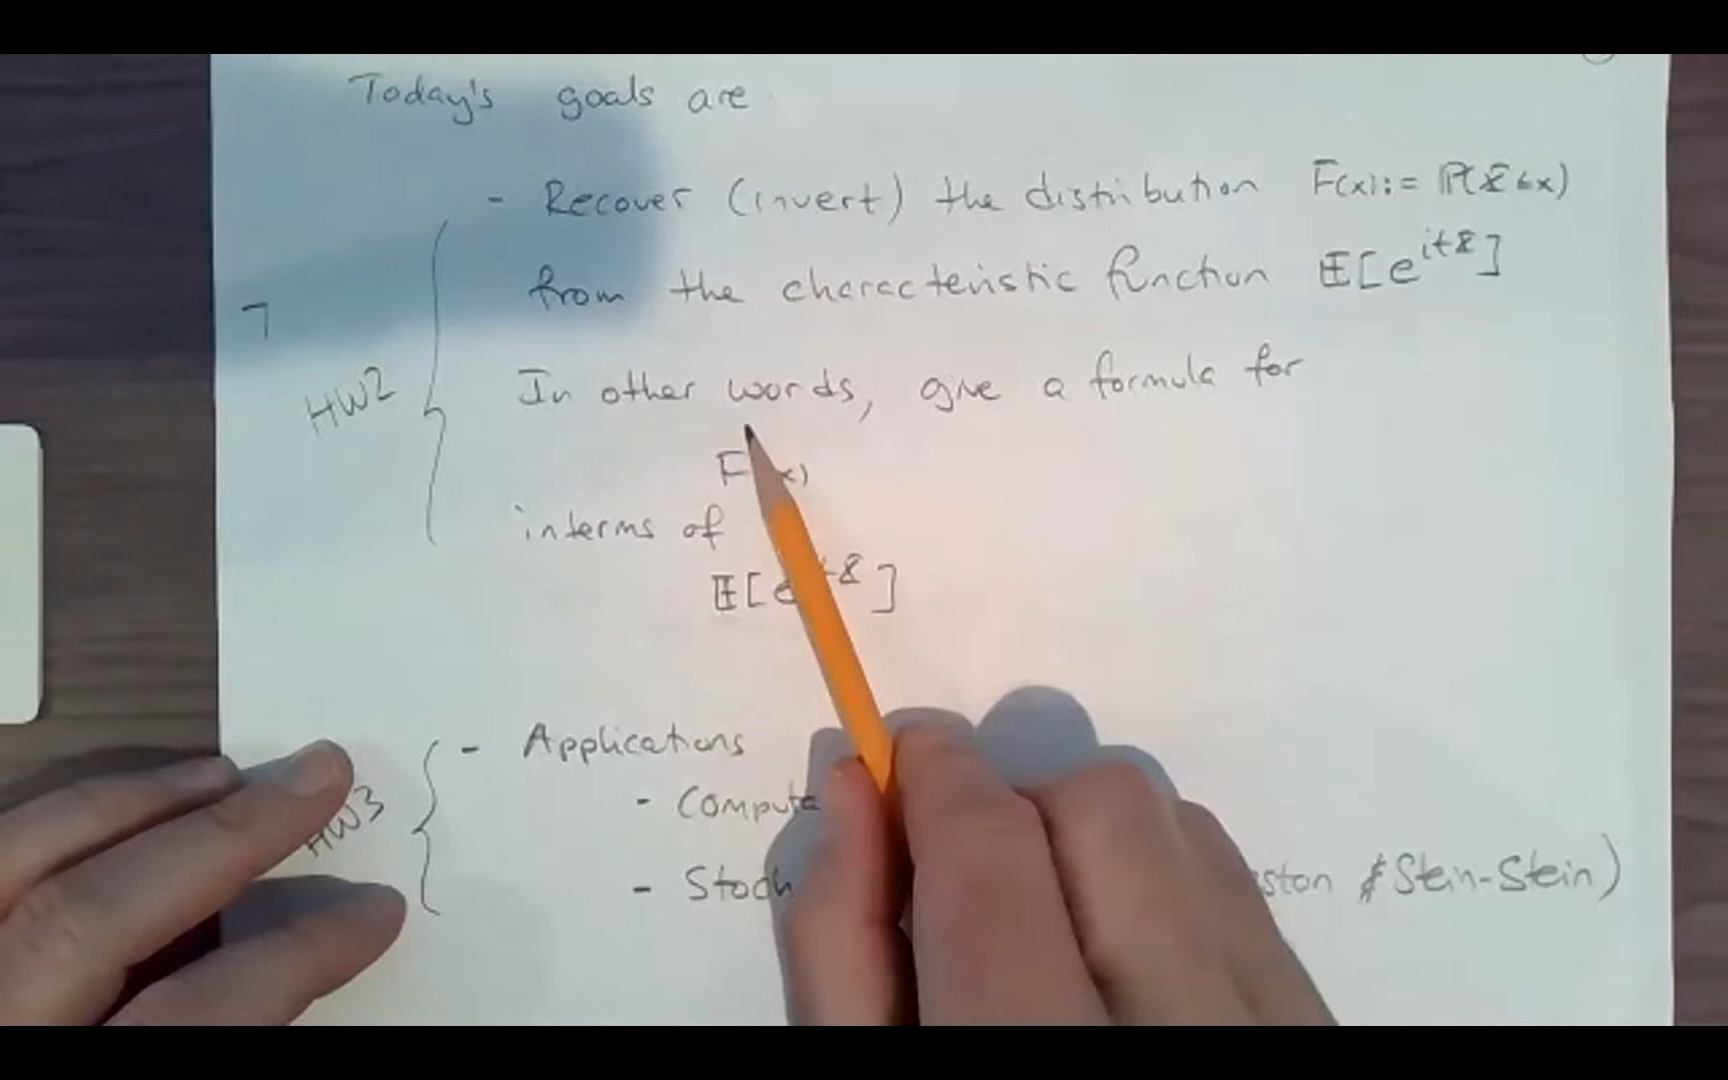 Today's goals are
- Recover (invert) the distribution F(x):= ℙ(X≤x)
from the characteristic function 𝔼[e^{itX}]
HW2
In other words, give a formula for
F(x)
interms of
𝔼[e^{itX}]
HW3
- Applications
- Compute
- Stoch ston & Stein-Stein)